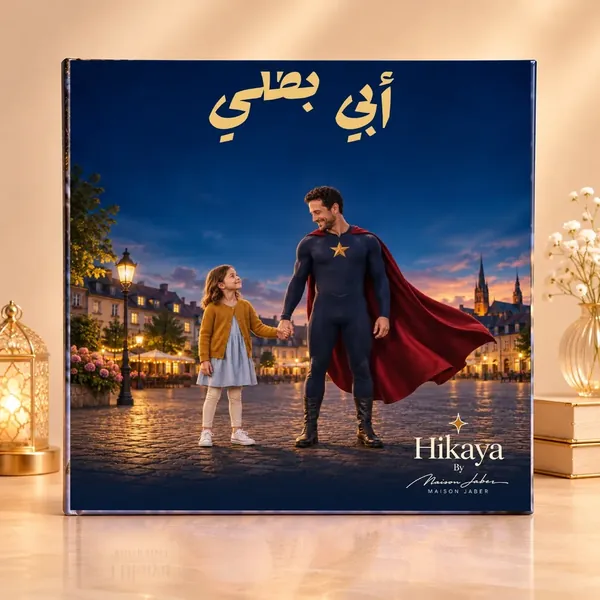 أبي بطلي
Hikaya
By
Maison Jaber
MAISON JABER